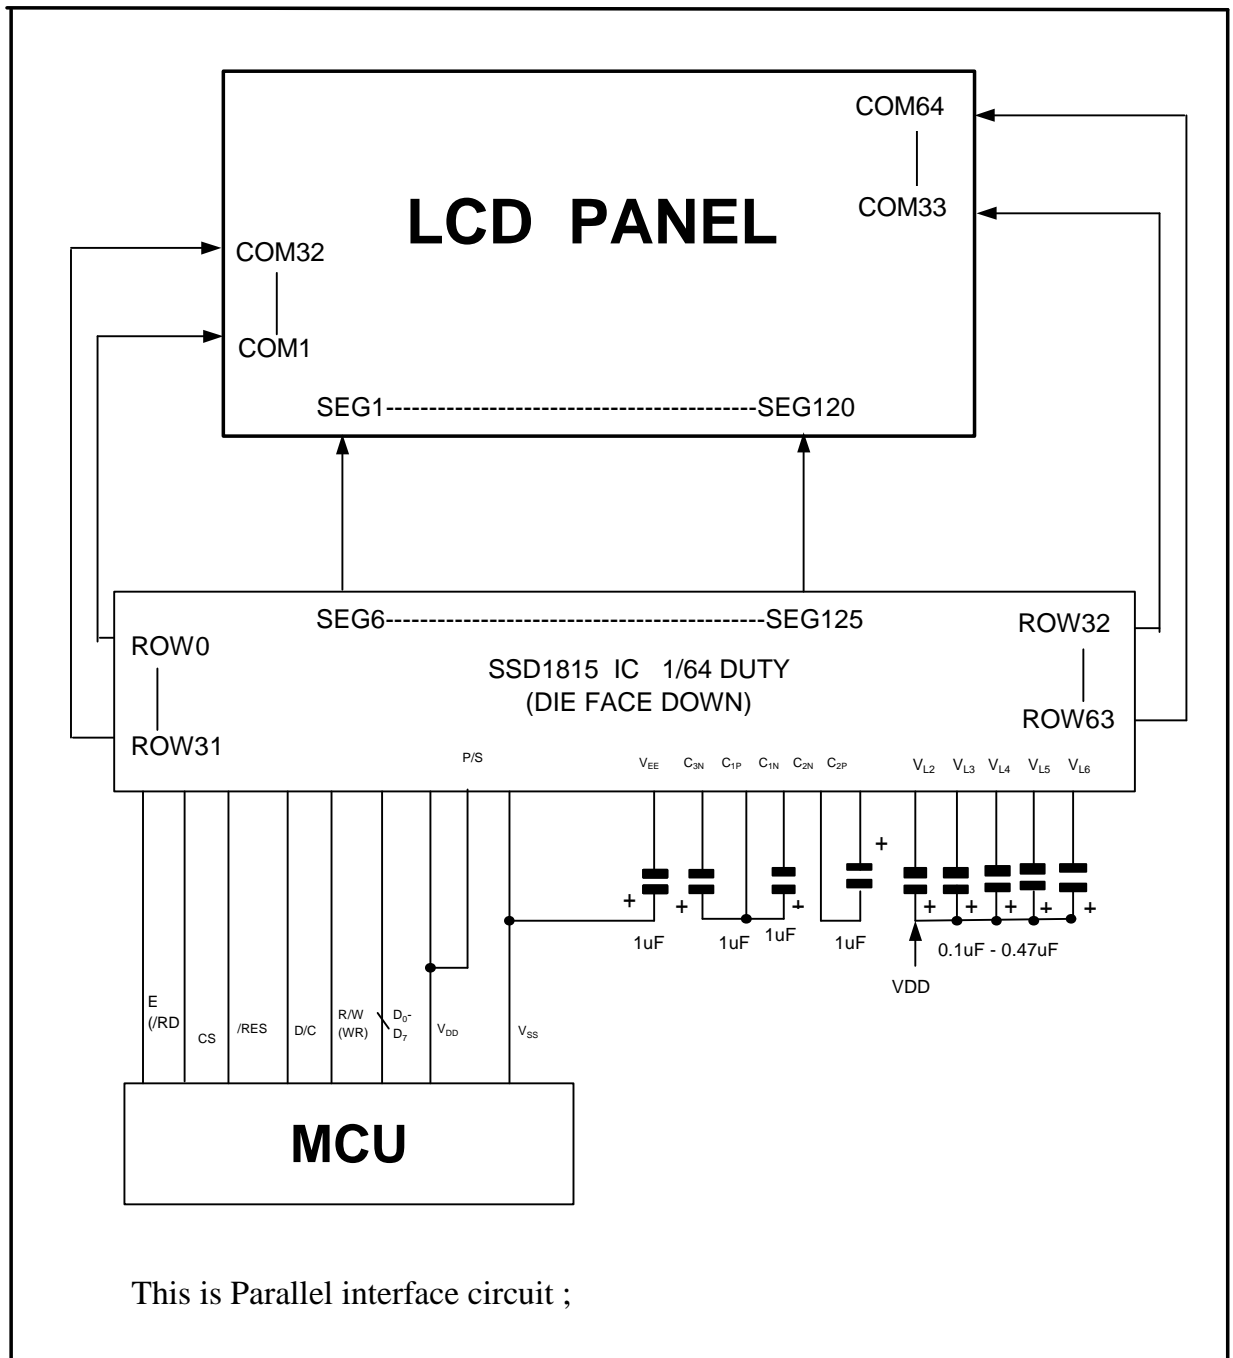 COM64
LCD PANEL
COM33
COM32
COM1
SEG1-------------------------------------------SEG120
SEG6--------------------------------------------SEG125
ROW0
ROW32
SSD1815 IC 1/64 DUTY
(DIE FACE DOWN)
ROW31
ROW63
P/S
VEE C3N C1P C1N C2N C2P
VL2 VL3 VL4 VL5 VL6
+
+ + + + + + + +
1uF 1uF 1uF 1uF
0.1uF - 0.47uF
VDD
E
(/RD
CS
/RES
D/C
R/W
(WR)
D0-
D7
VDD
VSS
MCU
This is Parallel interface circuit ;